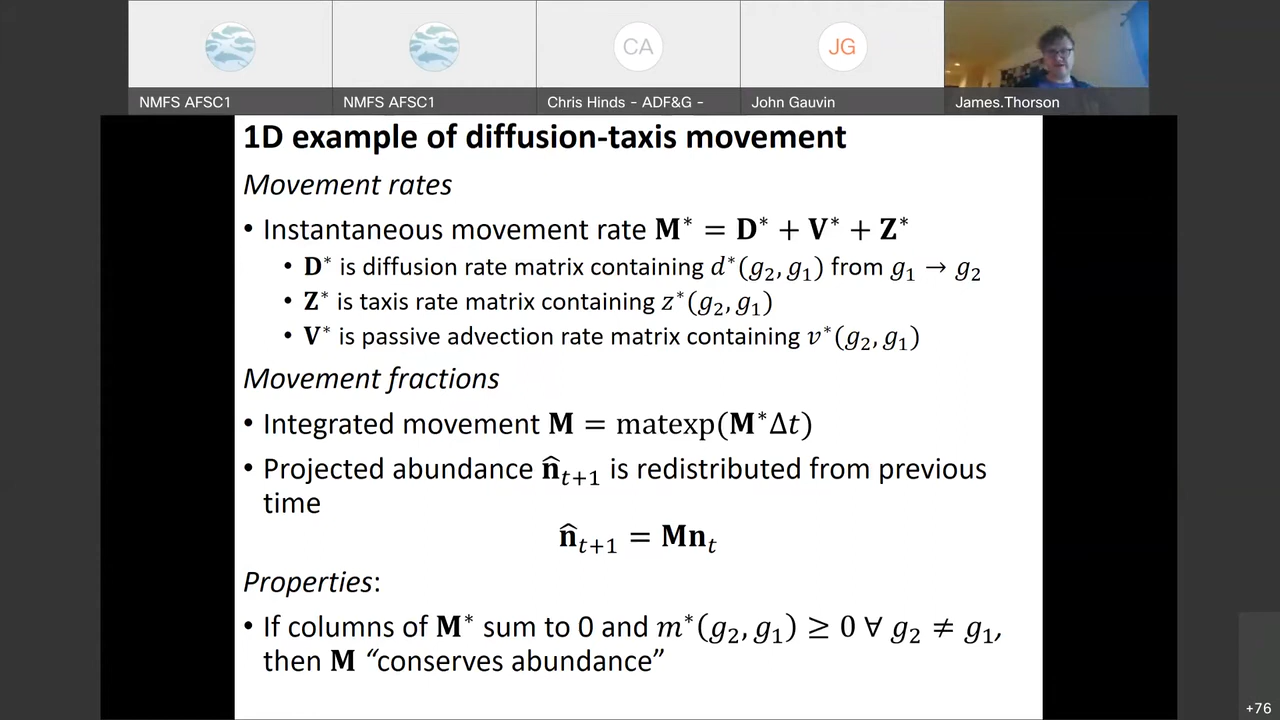 CA
JG
NMFS AFSC1
NMFS AFSC1
Chris Hinds - ADF&G -
John Gauvin
James.Thorson
1D example of diffusion-taxis movement
Movement rates
• Instantaneous movement rate M* = D* + V* + Z*
• D* is diffusion rate matrix containing d*(g₂, g₁) from g₁ → g₂
• Z* is taxis rate matrix containing z*(g₂, g₁)
• V* is passive advection rate matrix containing v*(g₂, g₁)
Movement fractions
• Integrated movement M = matexp(M*Δt)
• Projected abundance n̂ₜ₊₁ is redistributed from previous
time
n̂ₜ₊₁ = Mnₜ
Properties:
• If columns of M* sum to 0 and m*(g₂, g₁) ≥ 0 ∀ g₂ ≠ g₁,
then M “conserves abundance”
+76